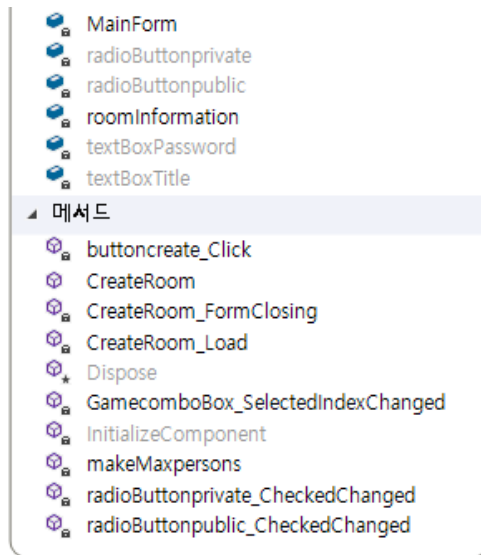 MainForm
radioButtonprivate
radioButtonpublic
roomInformation
textBoxPassword
textBoxTitle
메서드
buttoncreate_Click
CreateRoom
CreateRoom_FormClosing
CreateRoom_Load
Dispose
GamecomboBox_SelectedIndexChanged
InitializeComponent
makeMaxpersons
radioButtonprivate_CheckedChanged
radioButtonpublic_CheckedChanged